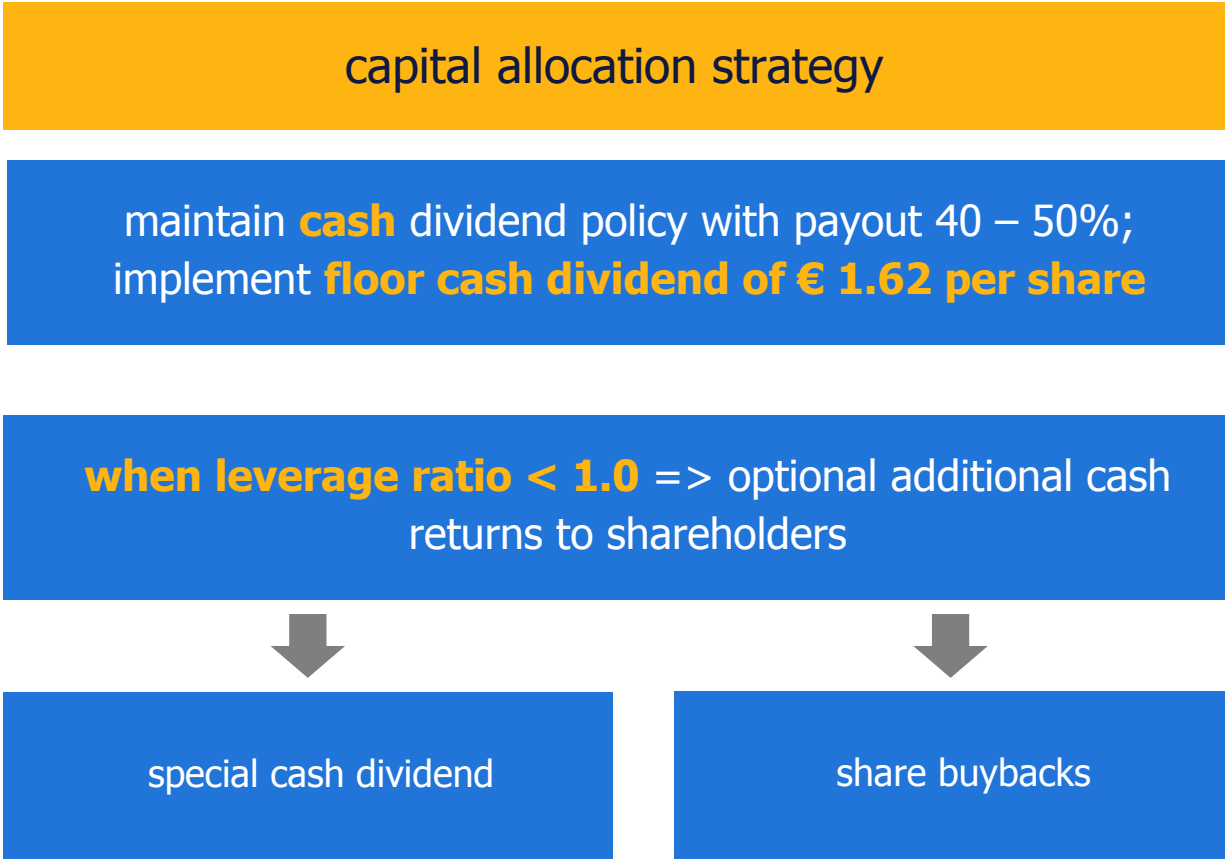 capital allocation strategy
maintain cash dividend policy with payout 40 – 50%;
implement floor cash dividend of € 1.62 per share
when leverage ratio < 1.0 => optional additional cash
returns to shareholders
special cash dividend
share buybacks